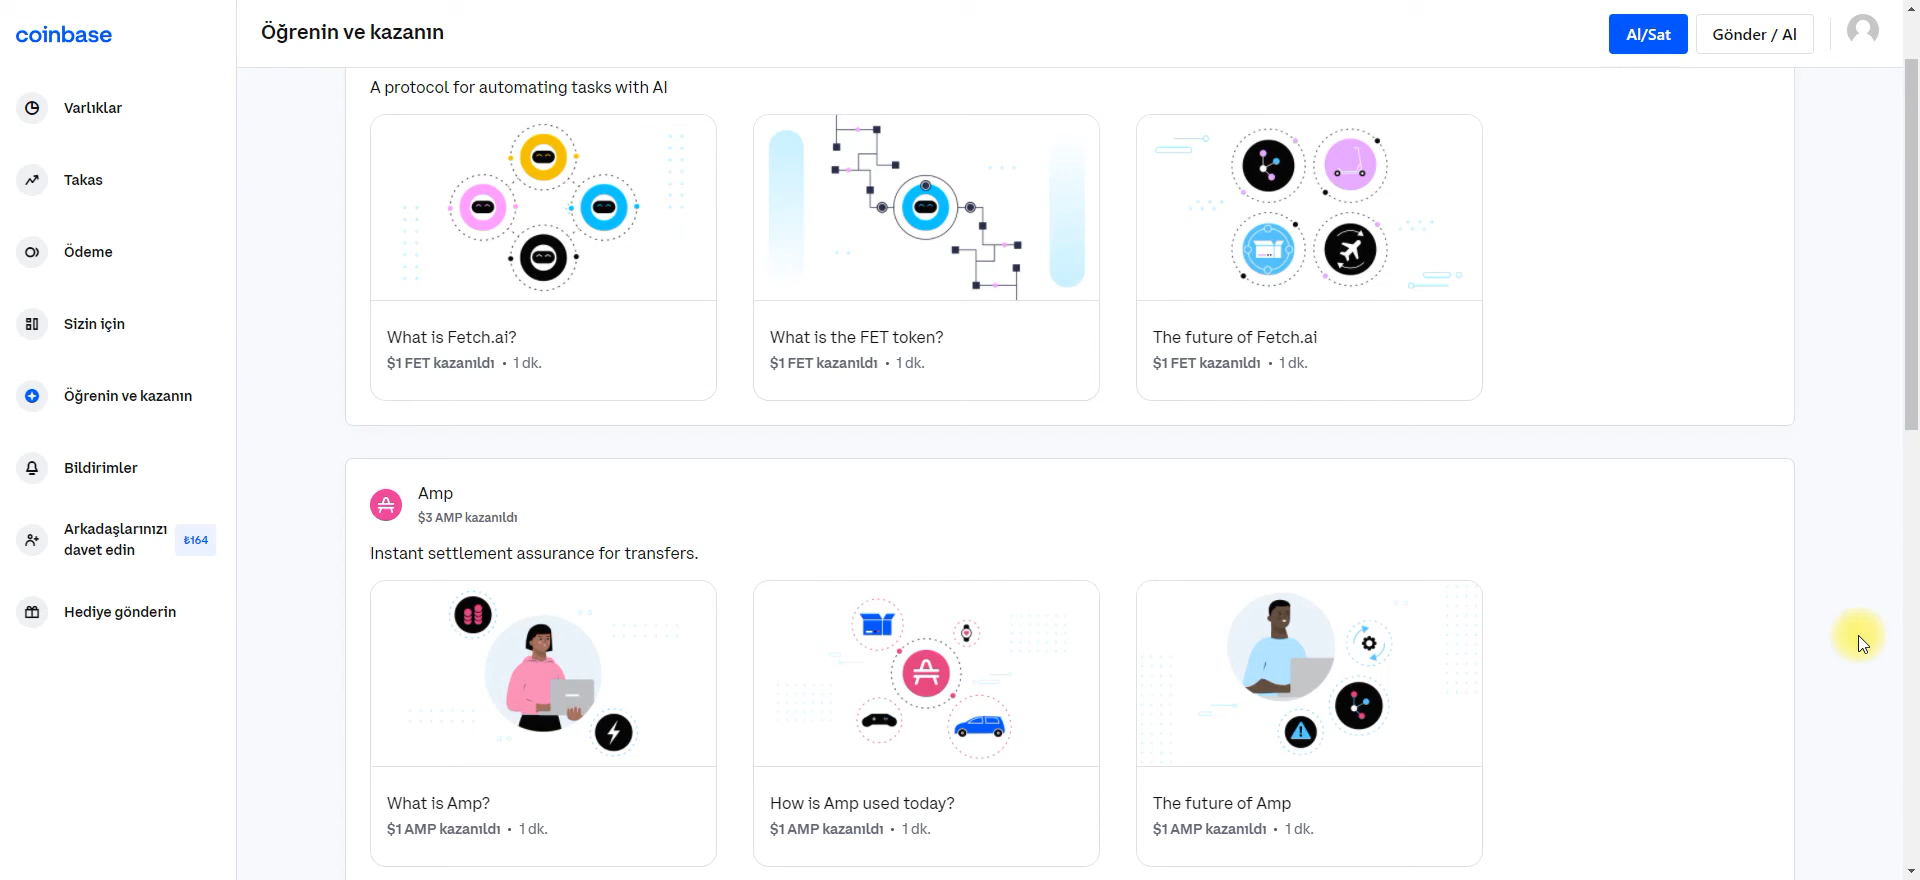 coinbase
Öğrenin ve kazanın
Al/Sat
Gönder / Al
Varlıklar
Takas
Ödeme
Sizin için
Öğrenin ve kazanın
Bildirimler
Arkadaşlarınızı
davet edin
₺164
Hediye gönderin
A protocol for automating tasks with AI
What is Fetch.ai?
$1 FET kazanıldı • 1 dk.
What is the FET token?
$1 FET kazanıldı • 1 dk.
The future of Fetch.ai
$1 FET kazanıldı • 1 dk.
Amp
$3 AMP kazanıldı
Instant settlement assurance for transfers.
What is Amp?
$1 AMP kazanıldı • 1 dk.
How is Amp used today?
$1 AMP kazanıldı • 1 dk.
The future of Amp
$1 AMP kazanıldı • 1 dk.